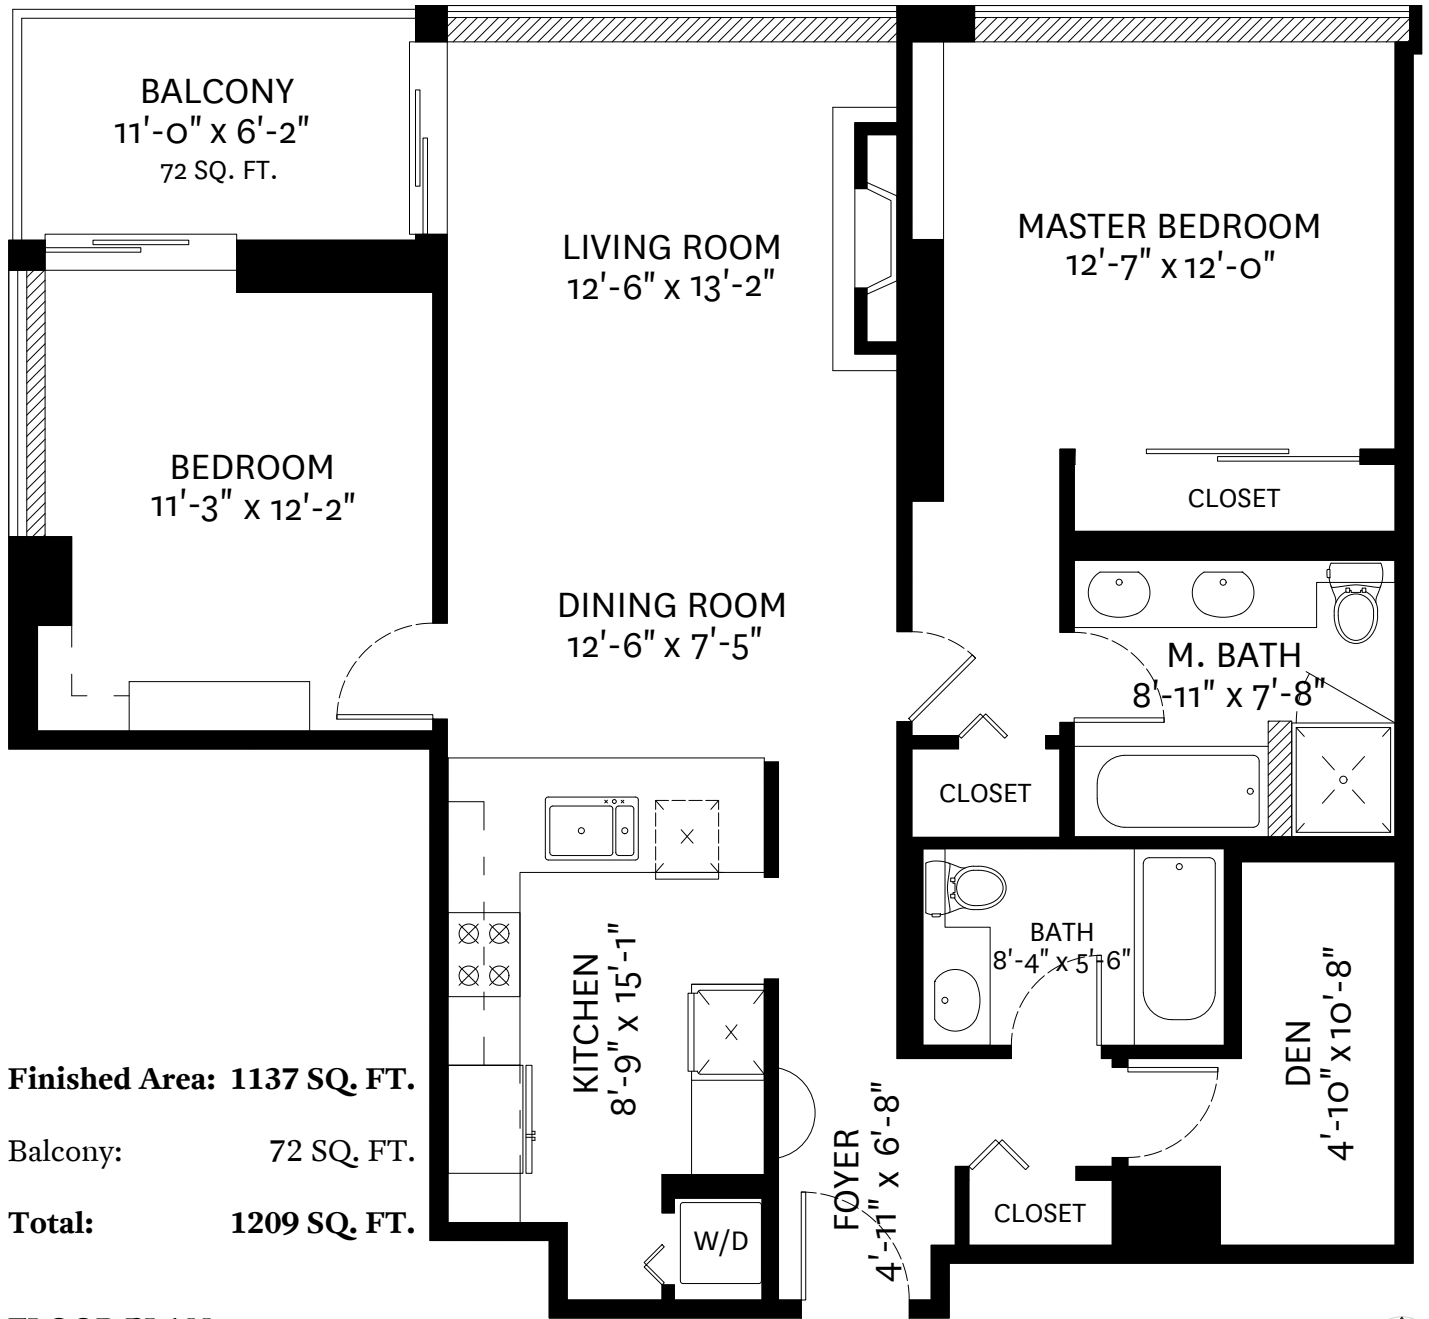 BALCONY
11'-0" X 6'-2"
72 SQ. FT.
LIVING ROOM
12'-6" X 13'-2"
MASTER BEDROOM
12'-7" X 12'-0"
BEDROOM
11'-3" X 12'-2"
CLOSET
DINING ROOM
12'-6" X 7'-5"
M. BATH
8'-11" X 7'-8"
CLOSET
BATH
8'-4" X 5'-6"
KITCHEN
8'-9" X 15'-1"
DEN
4'-10" X 10'-8"
FOYER
4'-11" X 6'-8"
CLOSET
W/D
Finished Area: 1137 SQ. FT.
Balcony: 72 SQ. FT.
Total: 1209 SQ. FT.